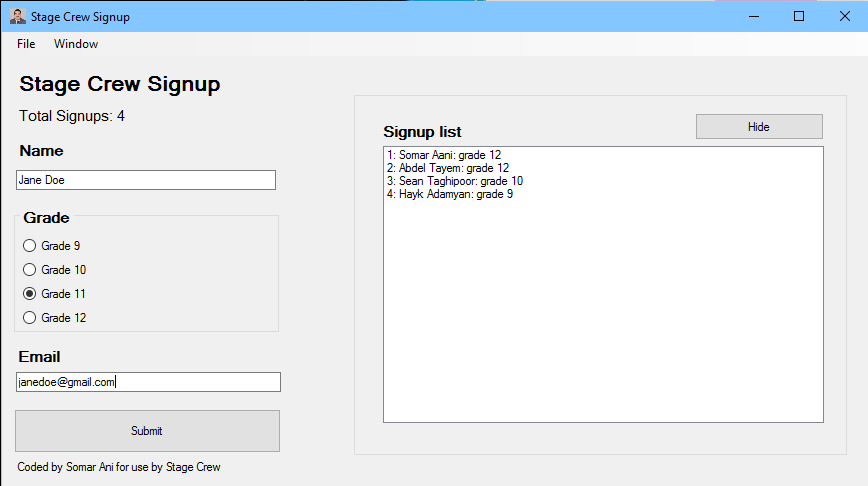 Stage Crew Signup
File Window
Stage Crew Signup
Total Signups: 4
Name
Jane Doe
Grade
Grade 9
Grade 10
Grade 11
Grade 12
Email
janedoe@gmail.com
Submit
Coded by Somar Ani for use by Stage Crew
Signup list
Hide
1: Somar Aani: grade 12
2: Abdel Tayem: grade 12
3: Sean Taghipoor: grade 10
4: Hayk Adamyan: grade 9